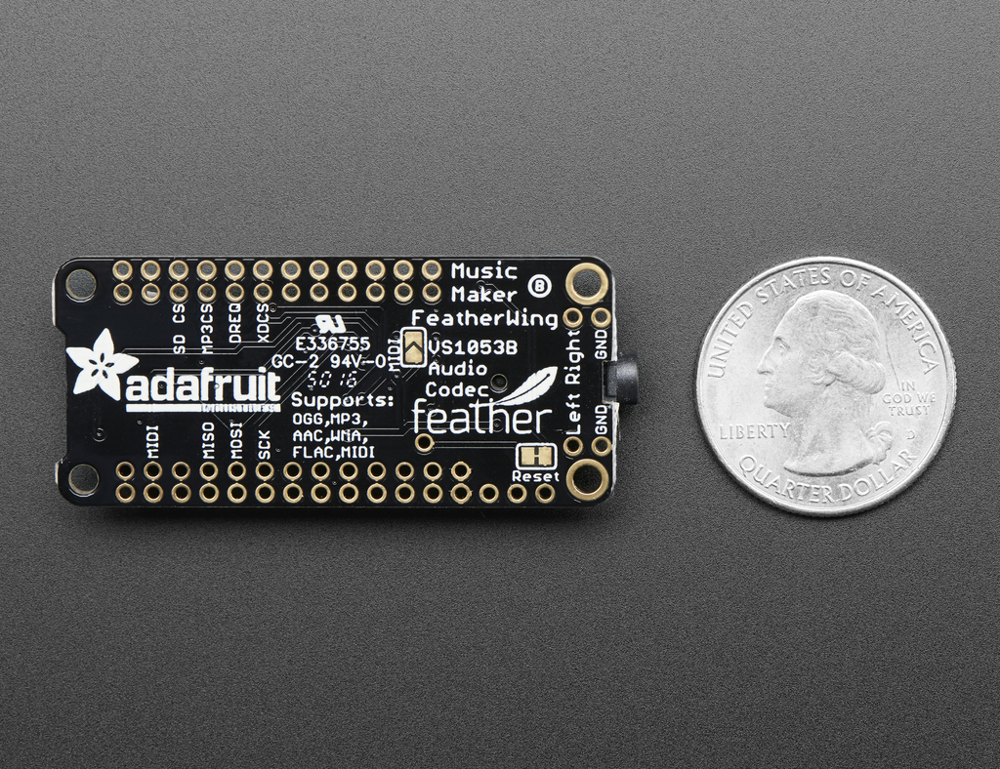 Music
Maker
B
FeatherWing
SD CS
MP3CS
DREQ
XDCS
E336755
GC-2 94V-0
5016
MIDI
VS1053B
Audio
Codec
adafruit
Supports:
OGG,MP3,
AAC,WMA,
FLAC,MIDI
feather
Left Right
GND
GND
MIDI
MISO
MOSI
SCK
Reset
UNITED STATES OF AMERICA
IN
GOD WE
TRUST
LIBERTY
D
QUARTER DOLLAR